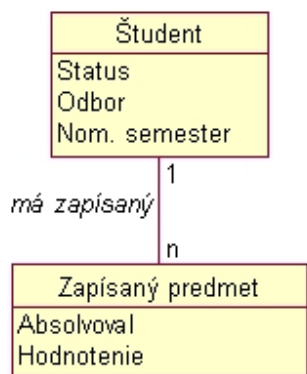 Študent
Status
Odbor
Nom. semester
1
má zapísaný
n
Zapísaný predmet
Absolvoval
Hodnotenie